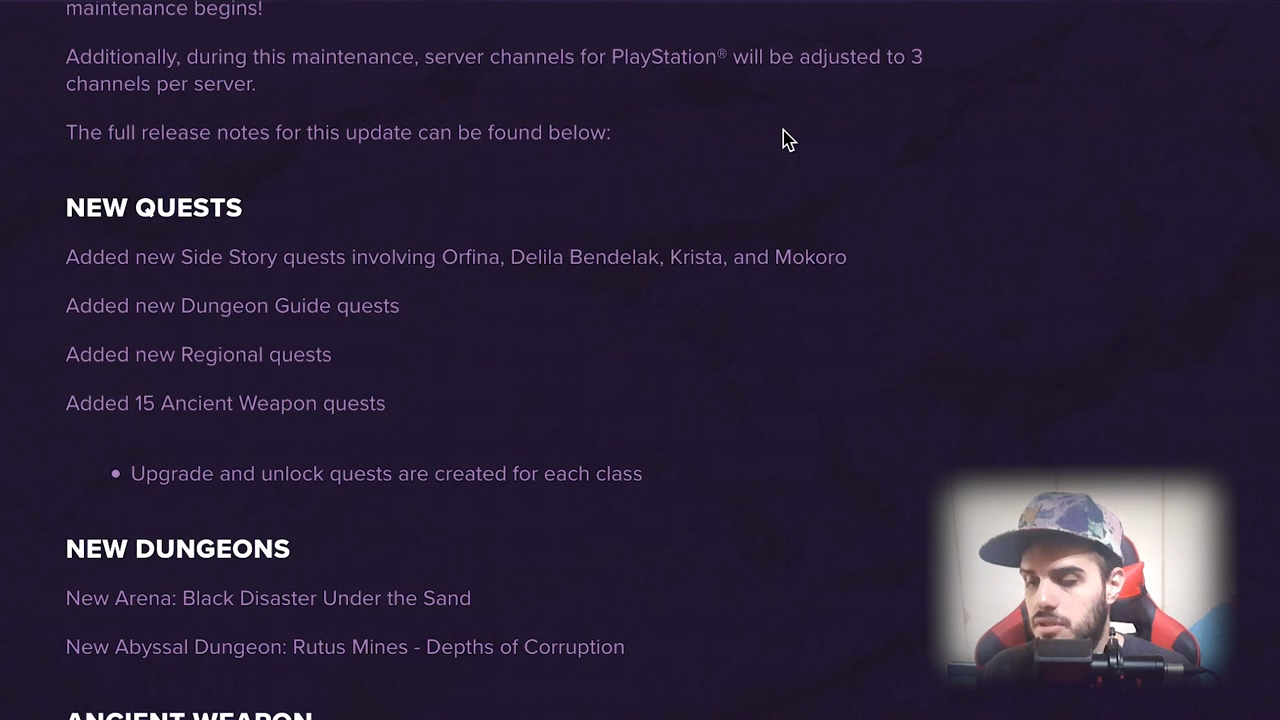 maintenance begins!
Additionally, during this maintenance, server channels for PlayStation® will be adjusted to 3
channels per server.
The full release notes for this update can be found below:
NEW QUESTS
Added new Side Story quests involving Orfina, Delila Bendelak, Krista, and Mokoro
Added new Dungeon Guide quests
Added new Regional quests
Added 15 Ancient Weapon quests
• Upgrade and unlock quests are created for each class
NEW DUNGEONS
New Arena: Black Disaster Under the Sand
New Abyssal Dungeon: Rutus Mines - Depths of Corruption
ANCIENT WEAPON